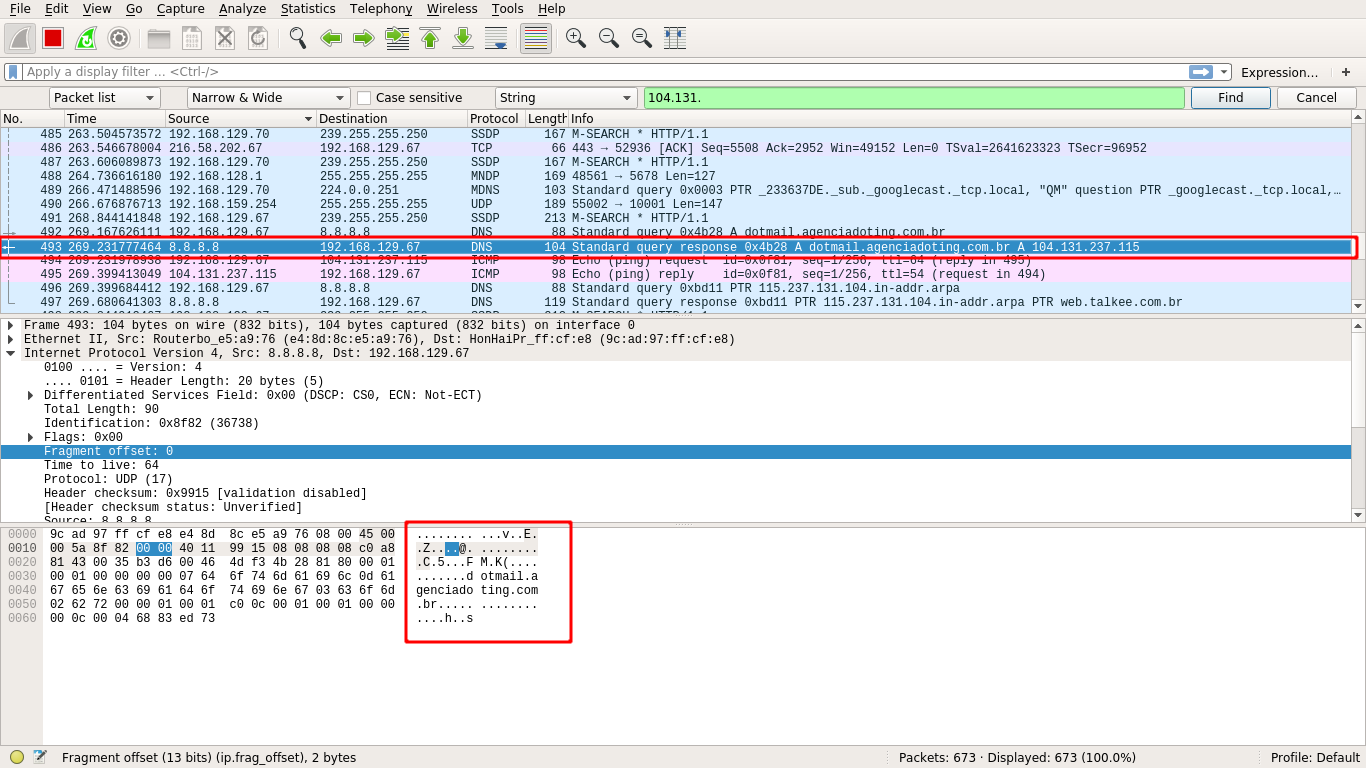 File Edit View Go Capture Analyze Statistics Telephony Wireless Tools Help
Apply a display filter … <Ctrl-/> Expression… +
Packet list Narrow & Wide Case sensitive String 104.131. Find Cancel
No. Time Source Destination Protocol Length Info
485 263.504573572 192.168.129.70 239.255.255.250 SSDP 167 M-SEARCH * HTTP/1.1
486 263.546678004 216.58.202.67 192.168.129.67 TCP 66 443 → 52936 [ACK] Seq=5508 Ack=2952 Win=49152 Len=0 TSval=2641623323 TSecr=96952
487 263.606089873 192.168.129.70 239.255.255.250 SSDP 167 M-SEARCH * HTTP/1.1
488 264.736616180 192.168.128.1 255.255.255.255 MNDP 169 48561 → 5678 Len=127
489 266.471488596 192.168.129.70 224.0.0.251 MDNS 103 Standard query 0x0003 PTR _233637DE._sub._googlecast._tcp.local, "QM" question PTR _googlecast._tcp.local,…
490 266.676876713 192.168.159.254 255.255.255.255 UDP 189 55002 → 10001 Len=147
491 268.844141848 192.168.129.67 239.255.255.250 SSDP 213 M-SEARCH * HTTP/1.1
492 269.167626111 192.168.129.67 8.8.8.8 DNS 88 Standard query 0x4b28 A dotmail.agenciadoting.com.br
493 269.231777464 8.8.8.8 192.168.129.67 DNS 104 Standard query response 0x4b28 A dotmail.agenciadoting.com.br A 104.131.237.115
494 269.231978938 192.168.129.67 104.131.237.115 ICMP 98 Echo (ping) request id=0x0f81, seq=1/256, ttl=64 (reply in 495)
495 269.399413049 104.131.237.115 192.168.129.67 ICMP 98 Echo (ping) reply id=0x0f81, seq=1/256, ttl=54 (request in 494)
496 269.399684412 192.168.129.67 8.8.8.8 DNS 88 Standard query 0xbd11 PTR 115.237.131.104.in-addr.arpa
497 269.680641303 8.8.8.8 192.168.129.67 DNS 119 Standard query response 0xbd11 PTR 115.237.131.104.in-addr.arpa PTR web.talkee.com.br
Frame 493: 104 bytes on wire (832 bits), 104 bytes captured (832 bits) on interface 0
Ethernet II, Src: Routerbo_e5:a9:76 (e4:8d:8c:e5:a9:76), Dst: HonHaiPr_ff:cf:e8 (9c:ad:97:ff:cf:e8)
Internet Protocol Version 4, Src: 8.8.8.8, Dst: 192.168.129.67
0100 .... = Version: 4
.... 0101 = Header Length: 20 bytes (5)
Differentiated Services Field: 0x00 (DSCP: CS0, ECN: Not-ECT)
Total Length: 90
Identification: 0x8f82 (36738)
Flags: 0x00
Fragment offset: 0
Time to live: 64
Protocol: UDP (17)
Header checksum: 0x9915 [validation disabled]
[Header checksum status: Unverified]
Source: 8.8.8.8
0000 9c ad 97 ff cf e8 e4 8d 8c e5 a9 76 08 00 45 00 ........ ...v..E.
0010 00 5a 8f 82 00 00 40 11 99 15 08 08 08 08 c0 a8 .Z....@. ........
0020 81 43 00 35 b3 d6 00 46 4d f3 4b 28 81 80 00 01 .C.5...F M.K(....
0030 00 01 00 00 00 00 07 64 6f 74 6d 61 69 6c 0d 61 .......d otmail.a
0040 67 65 6e 63 69 61 64 6f 74 69 6e 67 03 63 6f 6d genciado ting.com
0050 02 62 72 00 00 01 00 01 c0 0c 00 01 00 01 00 00 .br..... ........
0060 00 0c 00 04 68 83 ed 73 ....h..s
Fragment offset (13 bits) (ip.frag_offset), 2 bytes Packets: 673 · Displayed: 673 (100.0%) Profile: Default